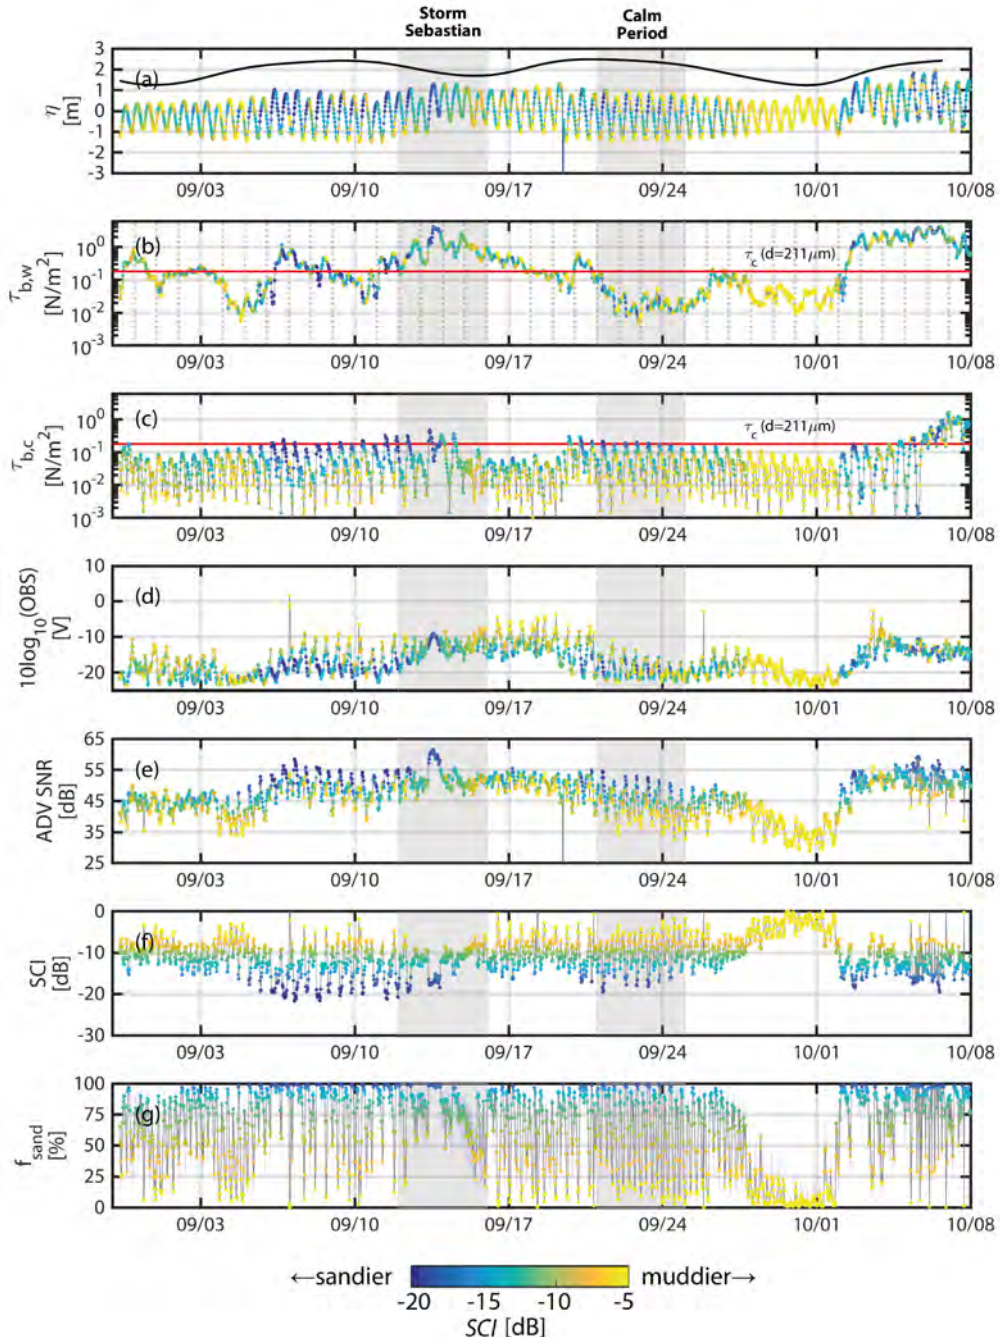 Storm
Sebastian
Calm
Period
(a)
η
[m]
3
2
1
0
-1
-2
-3
09/03 09/10 09/17 09/24 10/01 10/08
(b)
τb,w
[N/m²]
10⁰
10⁻¹
10⁻²
10⁻³
τc (d=211μm)
09/03 09/10 09/17 09/24 10/01 10/08
(c)
τb,c
[N/m²]
10⁰
10⁻¹
10⁻²
10⁻³
τc (d=211μm)
09/03 09/10 09/17 09/24 10/01 10/08
(d)
10log₁₀(OBS)
[V]
10
0
-10
-20
09/03 09/10 09/17 09/24 10/01 10/08
(e)
ADV SNR
[dB]
65
55
45
35
25
09/03 09/10 09/17 09/24 10/01 10/08
(f)
SCI
[dB]
0
-10
-20
-30
09/03 09/10 09/17 09/24 10/01 10/08
(g)
fsand
[%]
100
75
50
25
0
09/03 09/10 09/17 09/24 10/01 10/08
←sandier muddier→
-20 -15 -10 -5
SCI [dB]